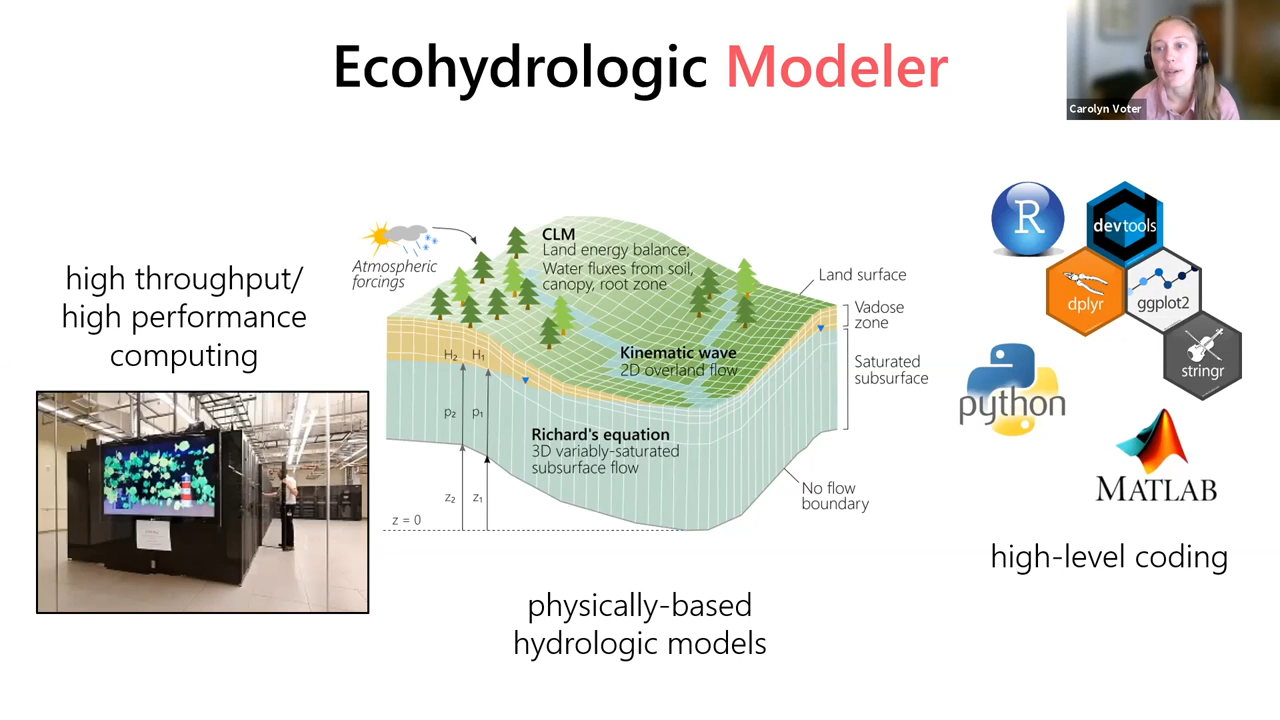 Ecohydrologic Modeler
Carolyn Voter
high throughput/
high performance
computing
Atmospheric
forcings
CLM
Land energy balance;
Water fluxes from soil,
canopy, root zone
Land surface
Vadose
zone
Saturated
subsurface
Kinematic wave
2D overland flow
H₂ H₁
p₂ p₁
Richard's equation
3D variably-saturated
subsurface flow
z₂ z₁
z = 0
No flow
boundary
physically-based
hydrologic models
R
devtools
dplyr
ggplot2
stringr
python
MATLAB
high-level coding